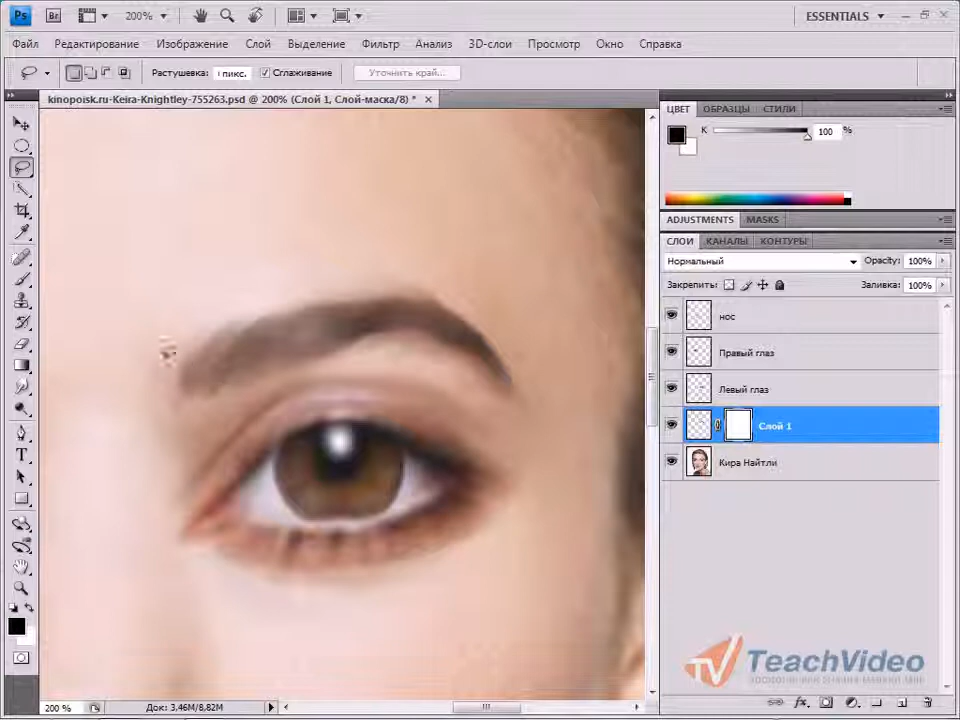 Ps Br 200% ESSENTIALS
Файл Редактирование Изображение Слой Выделение Фильтр Анализ 3D-слои Просмотр Окно Справка
Растушевка: пикс. Сглаживание Уточнить край...
kinopoisk.ru-Keira-Knightley-755263.psd @ 200% (Слой 1, Слой-маска/8) *
ЦВЕТ ОБРАЗЦЫ СТИЛИ
K 100 %
ADJUSTMENTS MASKS
СЛОИ КАНАЛЫ КОНТУРЫ
Нормальный Opacity: 100%
Закрепить: Заливка: 100%
нос
Правый глаз
Левый глаз
Слой 1
Кира Найтли
TV TeachVideo
200 % Док: 3,46M/8,82M